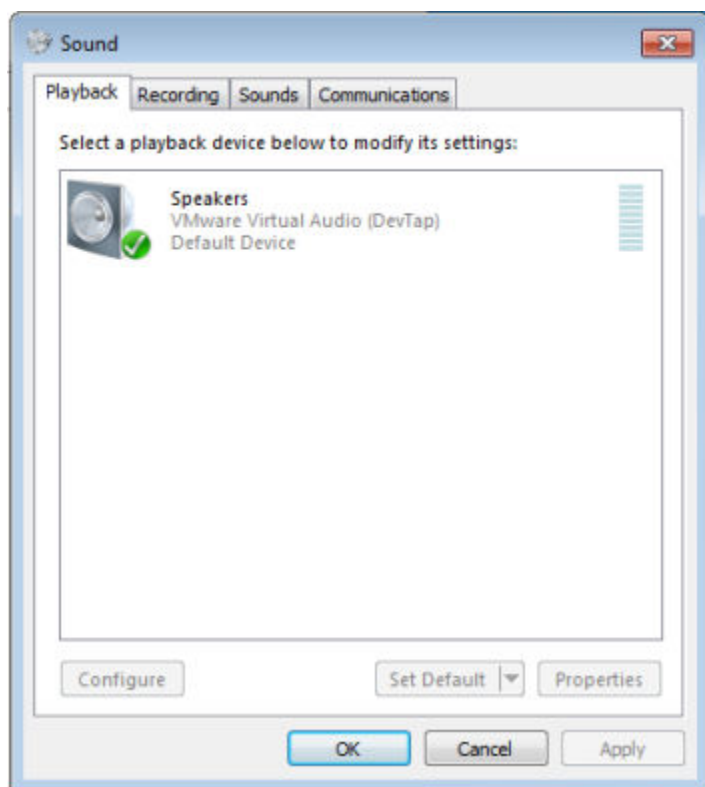 Sound
Playback Recording Sounds Communications
Select a playback device below to modify its settings:
Speakers
VMware Virtual Audio (DevTap)
Default Device
Configure Set Default Properties
OK Cancel Apply